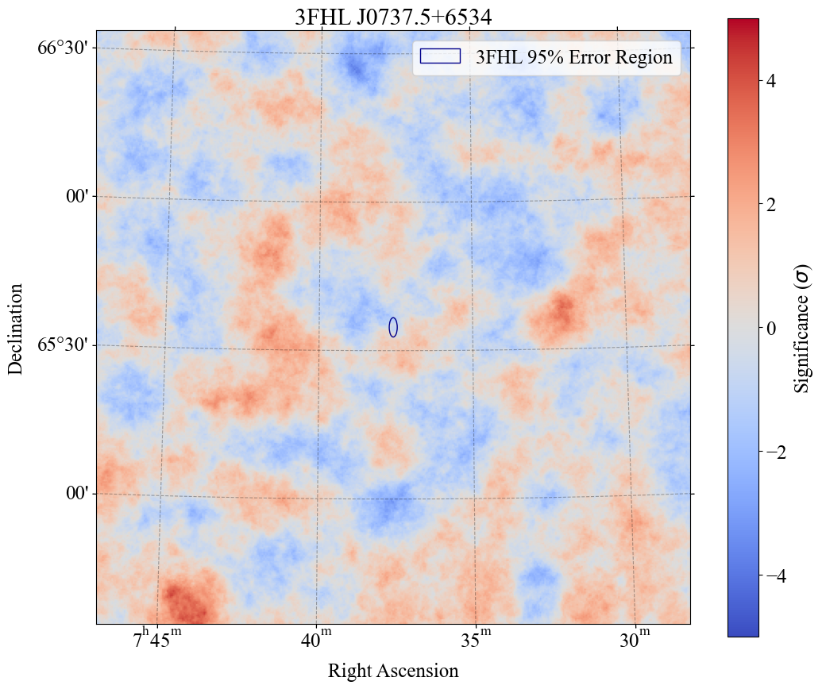 3FHL J0737.5+6534
3FHL 95% Error Region
66°30'
00'
65°30'
00'
7ʰ45ᵐ
40ᵐ
35ᵐ
30ᵐ
Right Ascension
Declination
4
2
0
−2
−4
Significance (σ)